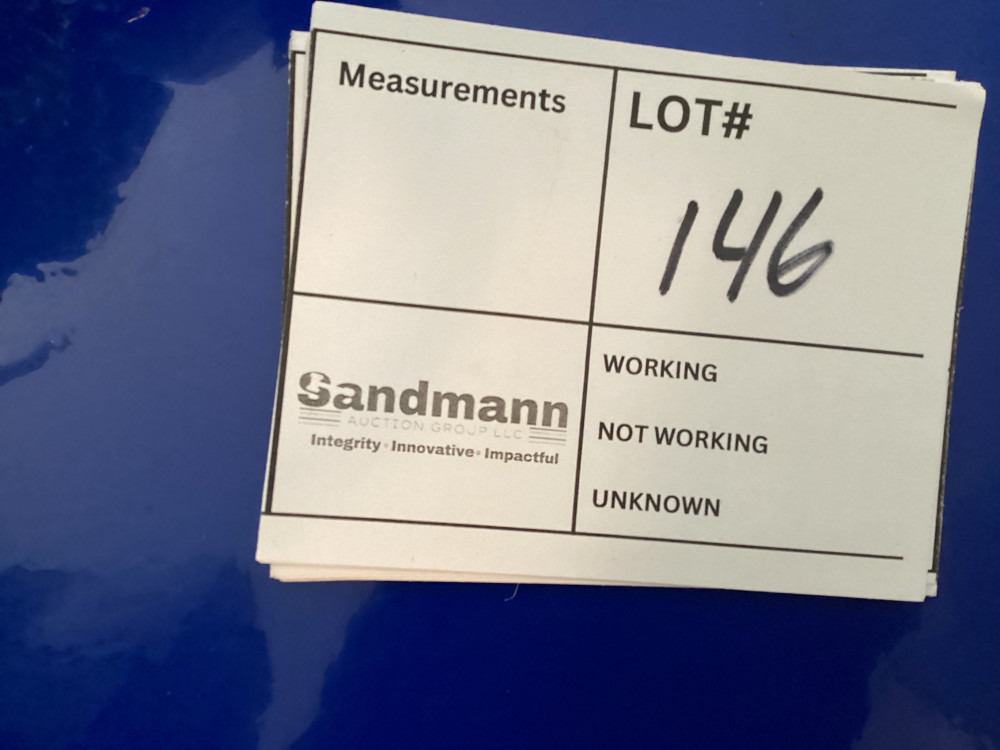 Measurements
LOT#
146
Sandmann
AUCTION GROUP LLC
Integrity • Innovative • Impactful
WORKING
NOT WORKING
UNKNOWN